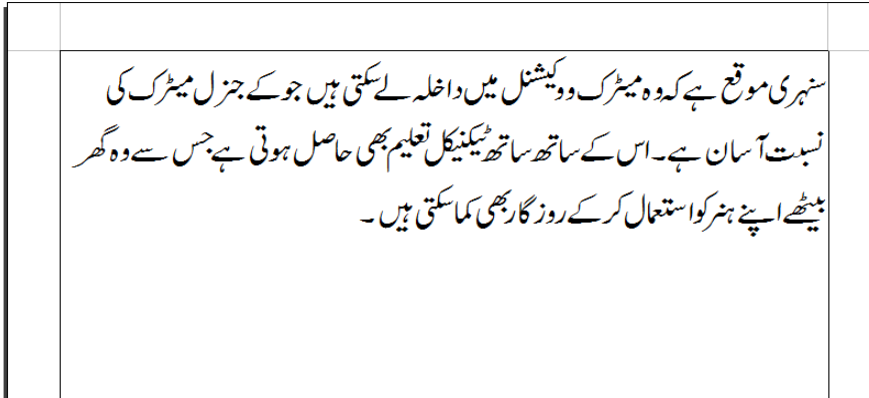 سنہری موقع ہے کہ وہ میٹرک ووکیشنل میں داخلہ لے سکتی ہیں جو کے جنرل میٹرک کی
نسبت آسان ہے۔ اس کے ساتھ ساتھ ٹیکنیکل تعلیم بھی حاصل ہوتی ہے جس سے وہ گھر
بیٹھے اپنے ہنر کو استعمال کر کے روزگار بھی کما سکتی ہیں ۔